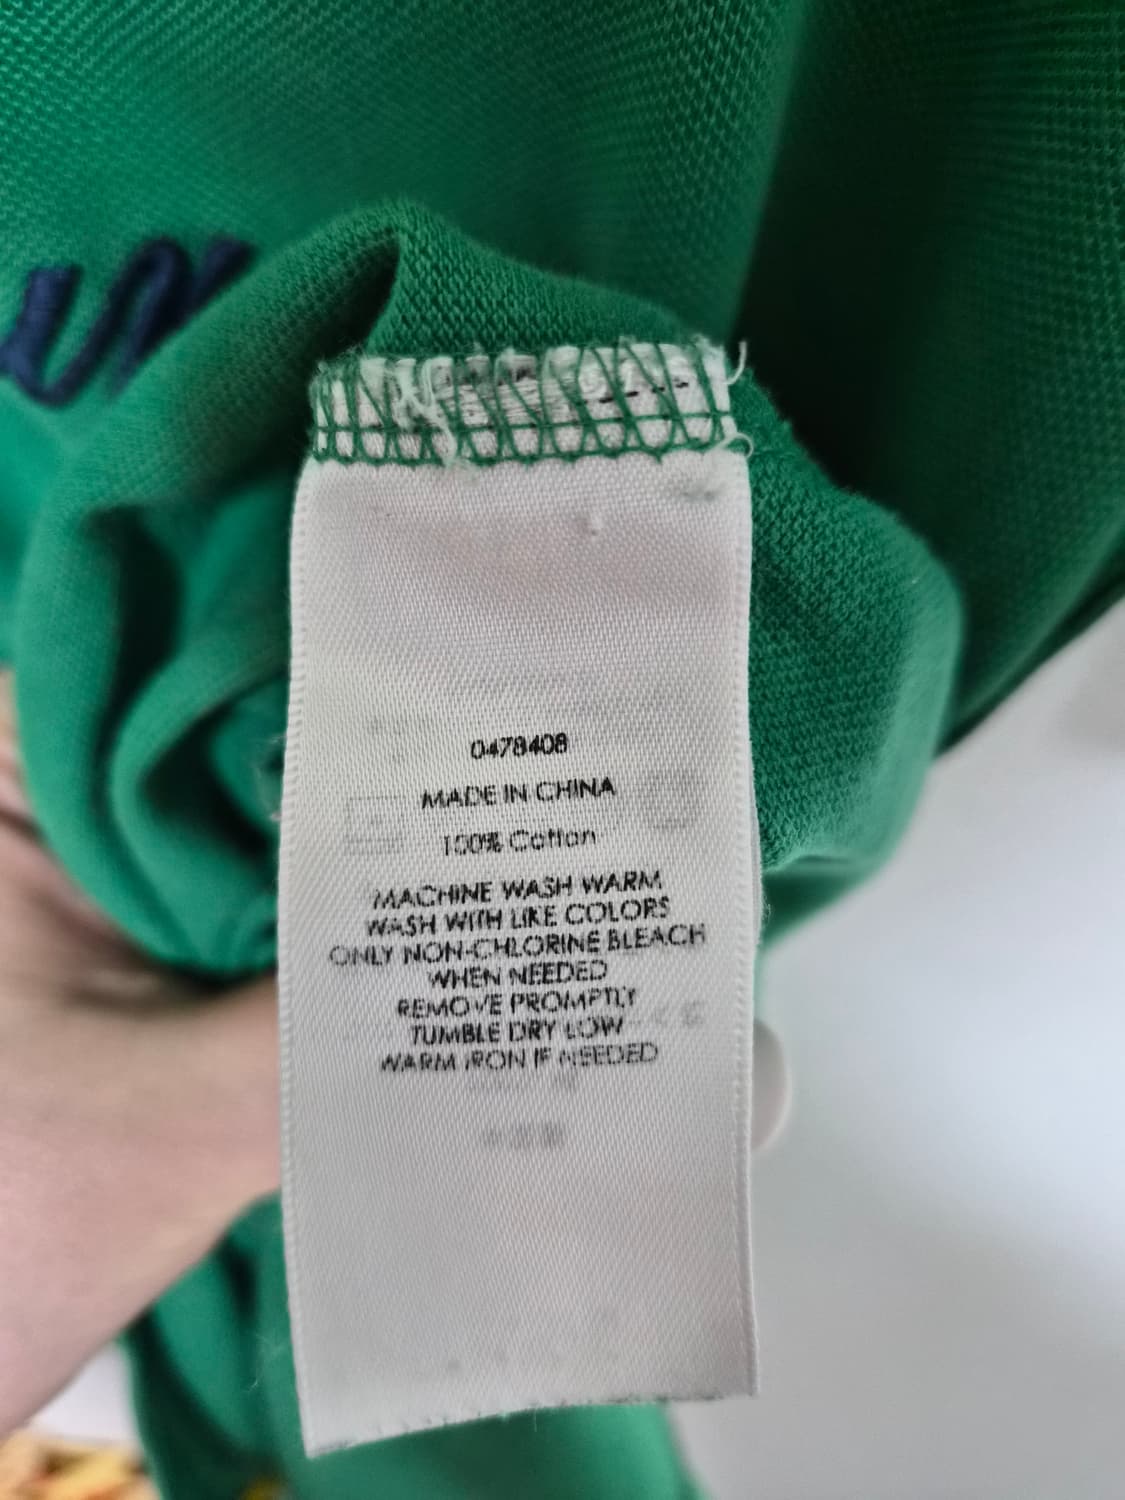 0478408
MADE IN CHINA
100% Cotton
MACHINE WASH WARM
WASH WITH LIKE COLORS
ONLY NON-CHLORINE BLEACH
WHEN NEEDED
REMOVE PROMPTLY
TUMBLE DRY LOW
WARM IRON IF NEEDED